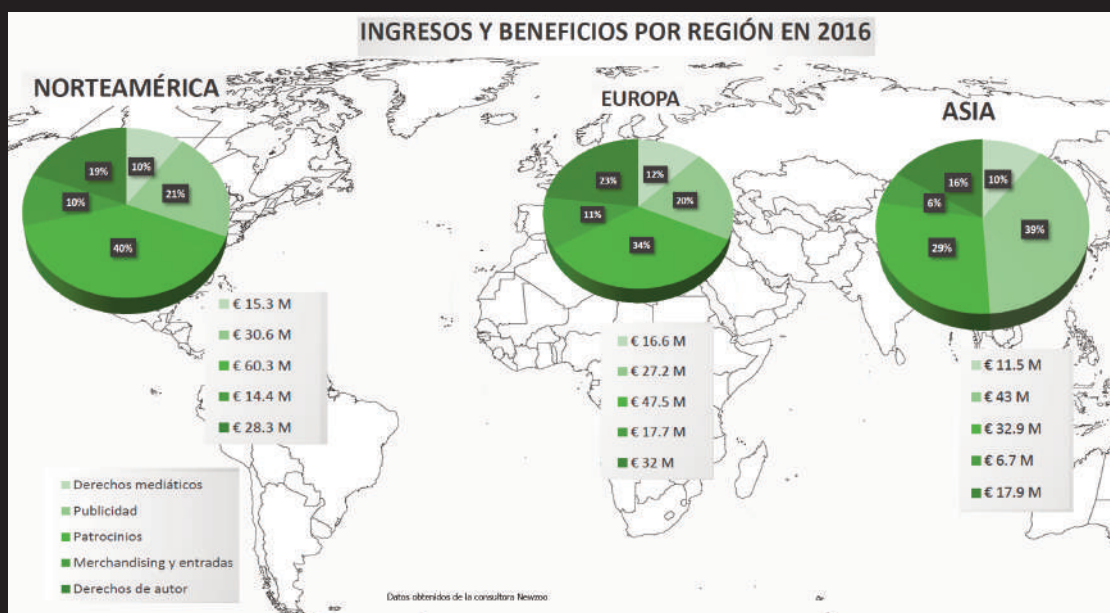 INGRESOS Y BENEFICIOS POR REGIÓN EN 2016
NORTEAMÉRICA
10%
21%
40%
10%
19%
€ 15.3 M
€ 30.6 M
€ 60.3 M
€ 14.4 M
€ 28.3 M
EUROPA
12%
20%
34%
11%
23%
€ 16.6 M
€ 27.2 M
€ 47.5 M
€ 17.7 M
€ 32 M
ASIA
10%
39%
29%
6%
16%
€ 11.5 M
€ 43 M
€ 32.9 M
€ 6.7 M
€ 17.9 M
Derechos mediáticos
Publicidad
Patrocinios
Merchandising y entradas
Derechos de autor
Datos obtenidos de la consultora Newzoo